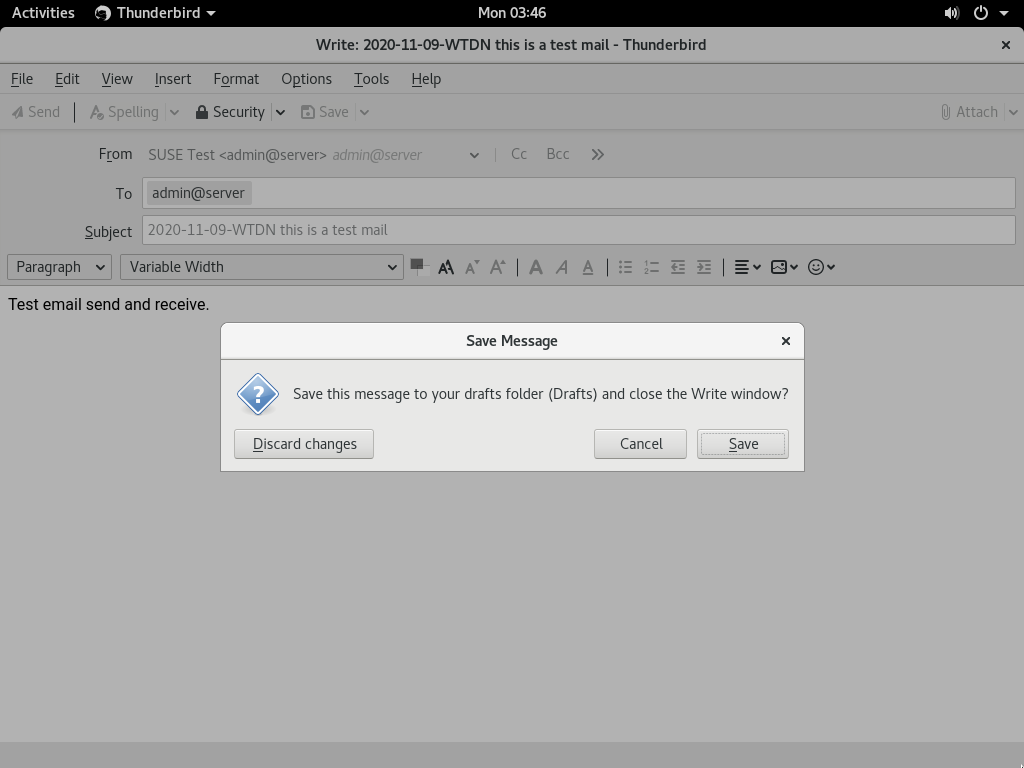 Activities Thunderbird Mon 03:46
Write: 2020-11-09-WTDN this is a test mail - Thunderbird
File Edit View Insert Format Options Tools Help
Send Spelling Security Save Attach
From SUSE Test <admin@server> admin@server Cc Bcc
To admin@server
Subject 2020-11-09-WTDN this is a test mail
Paragraph Variable Width
Test email send and receive.
Save Message
Save this message to your drafts folder (Drafts) and close the Write window?
Discard changes Cancel Save